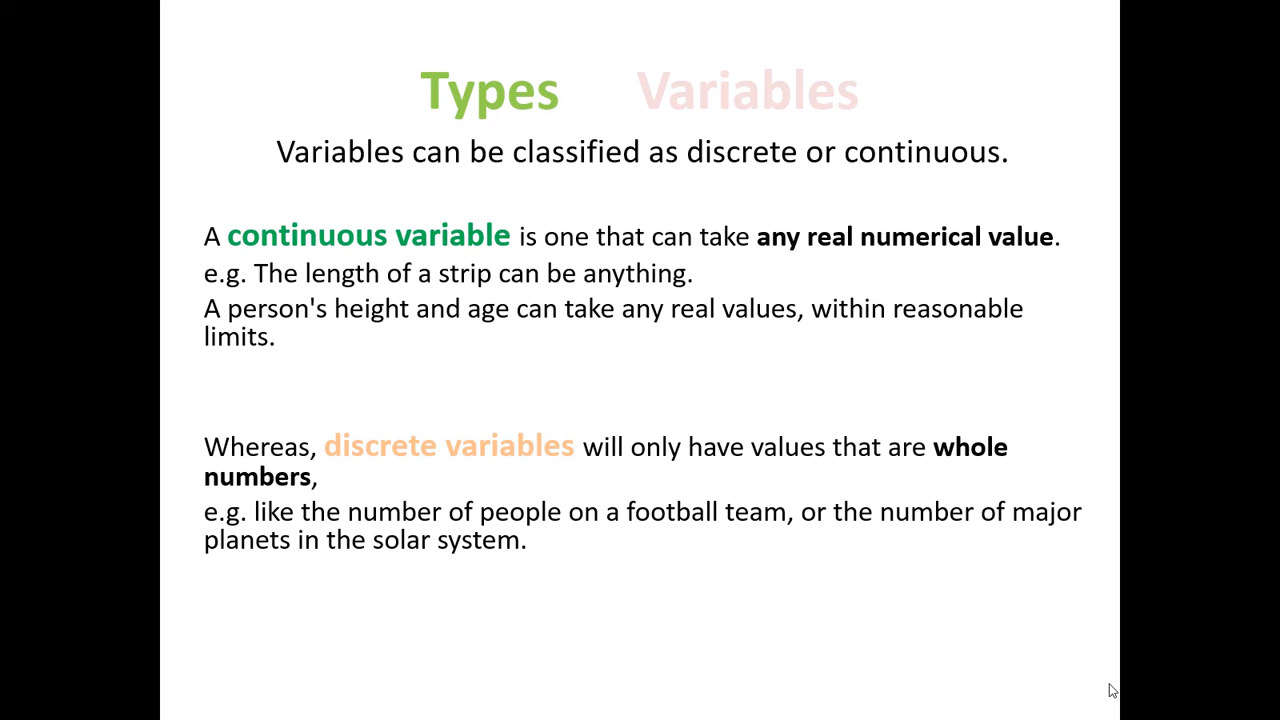 Types Variables
Variables can be classified as discrete or continuous.
A continuous variable is one that can take any real numerical value.
e.g. The length of a strip can be anything.
A person's height and age can take any real values, within reasonable
limits.
Whereas, discrete variables will only have values that are whole
numbers,
e.g. like the number of people on a football team, or the number of major
planets in the solar system.